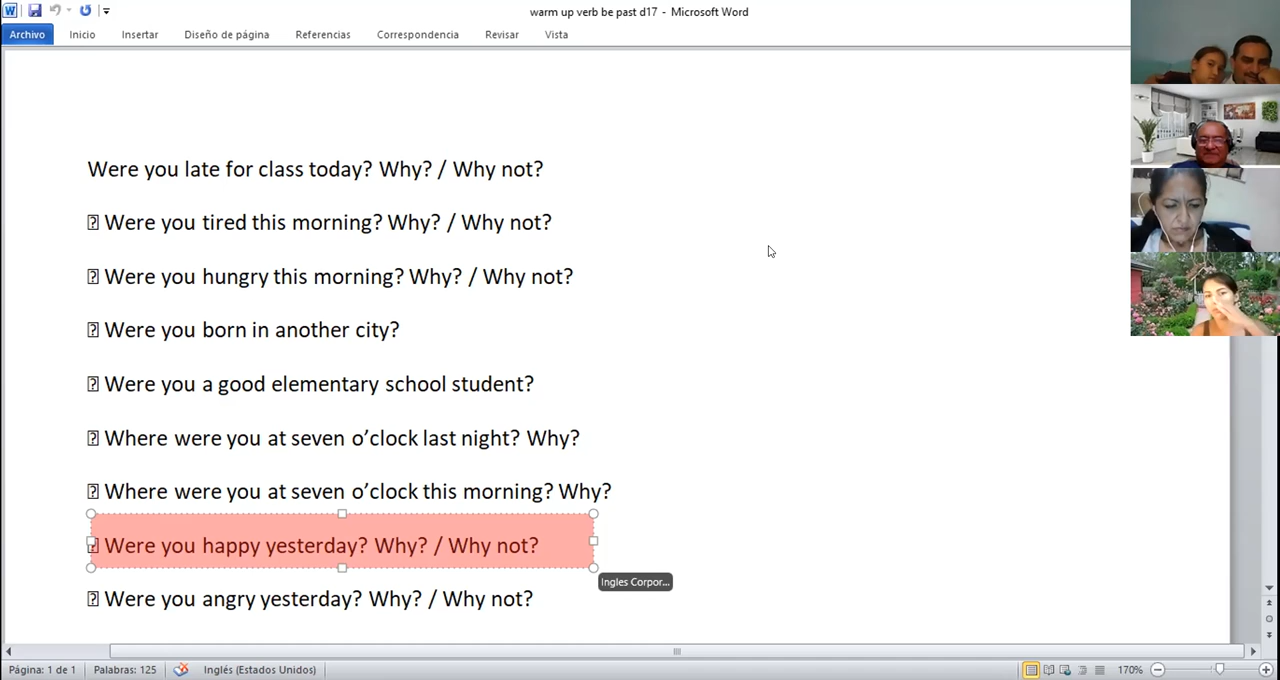 warm up verb be past d17 - Microsoft Word
Archivo Inicio Insertar Diseño de página Referencias Correspondencia Revisar Vista
Were you late for class today? Why? / Why not?
Were you tired this morning? Why? / Why not?
Were you hungry this morning? Why? / Why not?
Were you born in another city?
Were you a good elementary school student?
Where were you at seven o’clock last night? Why?
Where were you at seven o’clock this morning? Why?
Were you happy yesterday? Why? / Why not?
Ingles Corpor...
Were you angry yesterday? Why? / Why not?
Página: 1 de 1 Palabras: 125 Inglés (Estados Unidos) 170%